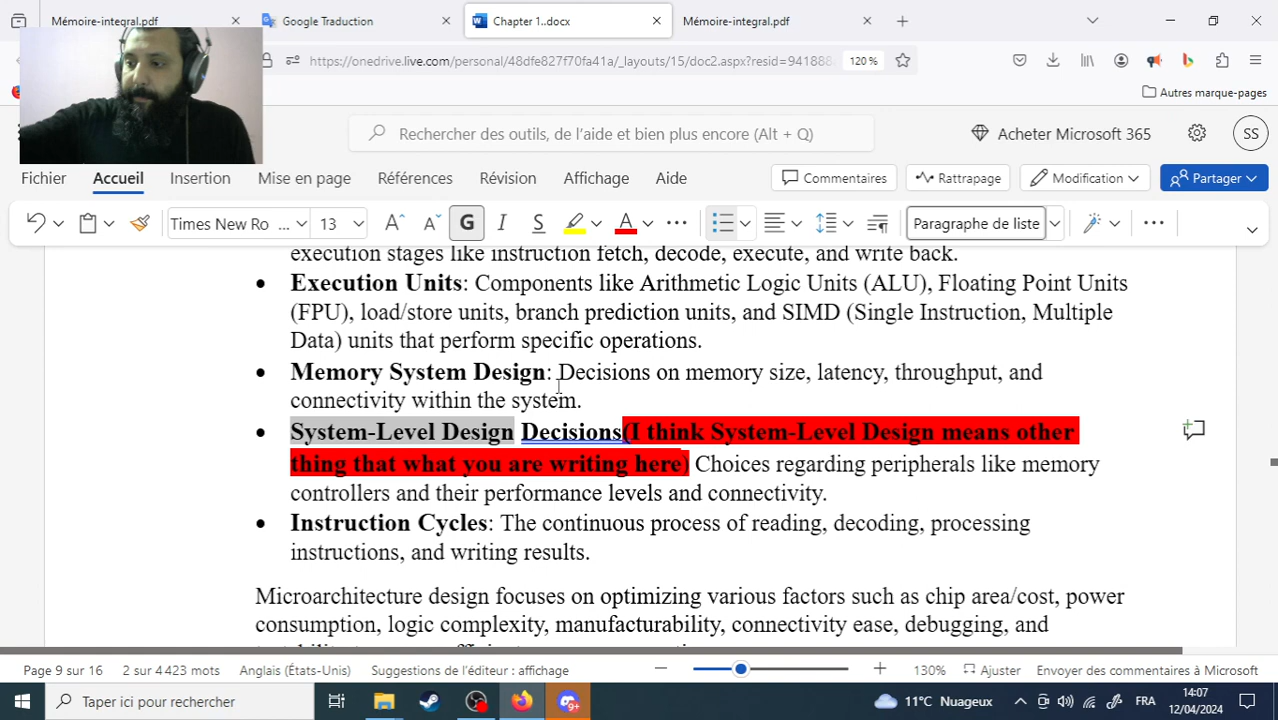 Mémoire-integral.pdf
Google Traduction
Chapter 1..docx
Mémoire-integral.pdf
https://onedrive.live.com/personal/48dfe827f70fa41a/_layouts/15/doc2.aspx?resid=941888
120 %
Autres marque-pages
Rechercher des outils, de l'aide et bien plus encore (Alt + Q)
Acheter Microsoft 365
SS
Fichier
Accueil
Insertion
Mise en page
Références
Révision
Affichage
Aide
Commentaires
Rattrapage
Modification
Partager
Times New Ro
13
G
I
S
A
Paragraphe de liste
execution stages like instruction fetch, decode, execute, and write back.
• Execution Units: Components like Arithmetic Logic Units (ALU), Floating Point Units
(FPU), load/store units, branch prediction units, and SIMD (Single Instruction, Multiple
Data) units that perform specific operations.
• Memory System Design: Decisions on memory size, latency, throughput, and
connectivity within the system.
• System-Level Design Decisions(I think System-Level Design means other
thing that what you are writing here) Choices regarding peripherals like memory
controllers and their performance levels and connectivity.
• Instruction Cycles: The continuous process of reading, decoding, processing
instructions, and writing results.
Microarchitecture design focuses on optimizing various factors such as chip area/cost, power
consumption, logic complexity, manufacturability, connectivity ease, debugging, and
Page 9 sur 16
2 sur 4 423 mots
Anglais (États-Unis)
Suggestions de l'éditeur : affichage
130%
Ajuster
Envoyer des commentaires à Microsoft
Taper ici pour rechercher
9+
11°C Nuageux
FRA
14:07
12/04/2024